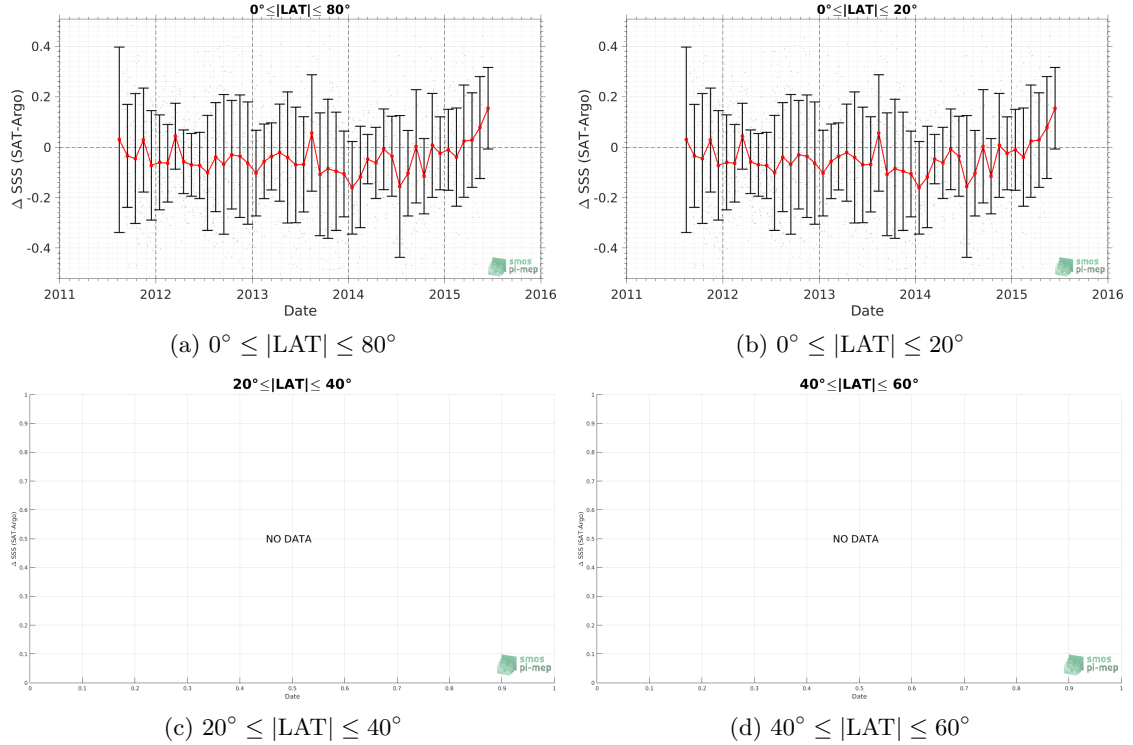 0°≤|LAT|≤ 80°
Δ SSS (SAT-Argo)
0.4
0.2
0
-0.2
-0.4
2011 2012 2013 2014 2015 2016
Date
smos
pi-mep
(a) 0° ≤ |LAT| ≤ 80°
0°≤|LAT|≤ 20°
Δ SSS (SAT-Argo)
0.4
0.2
0
-0.2
-0.4
2011 2012 2013 2014 2015 2016
Date
smos
pi-mep
(b) 0° ≤ |LAT| ≤ 20°
20°≤|LAT|≤ 40°
Δ SSS (SAT-Argo)
1
0.9
0.8
0.7
0.6
0.5
0.4
0.3
0.2
0.1
0
NO DATA
0 0.1 0.2 0.3 0.4 0.5 0.6 0.7 0.8 0.9 1
Date
smos
pi-mep
(c) 20° ≤ |LAT| ≤ 40°
40°≤|LAT|≤ 60°
Δ SSS (SAT-Argo)
1
0.9
0.8
0.7
0.6
0.5
0.4
0.3
0.2
0.1
0
NO DATA
0 0.1 0.2 0.3 0.4 0.5 0.6 0.7 0.8 0.9 1
Date
smos
pi-mep
(d) 40° ≤ |LAT| ≤ 60°